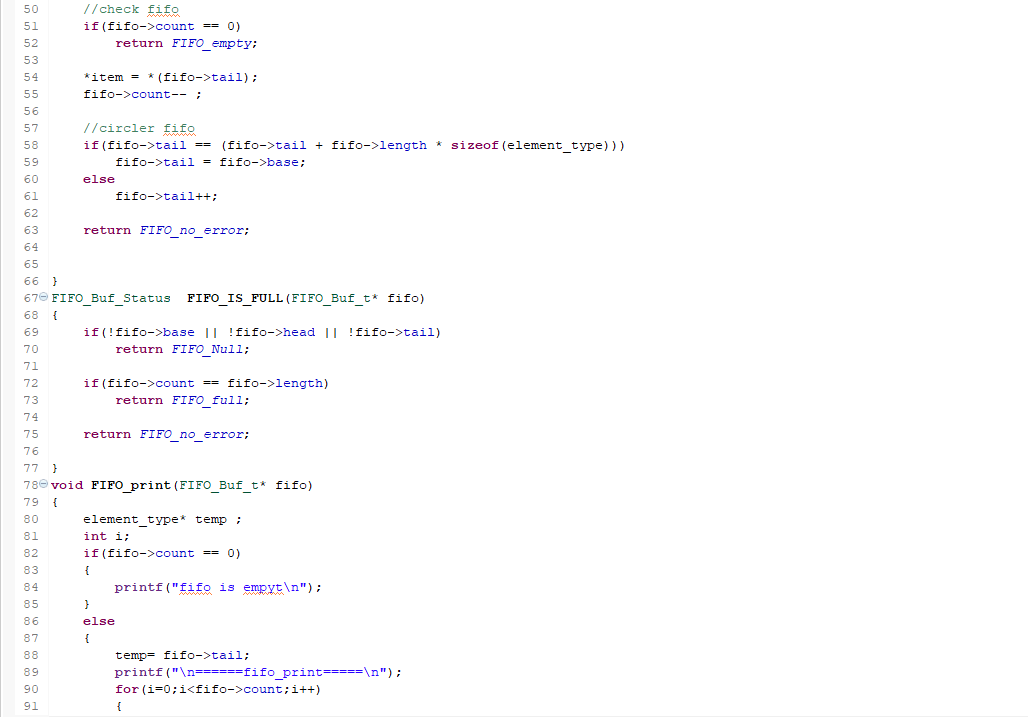 50 //check fifo
51 if(fifo->count == 0)
52 return FIFO_empty;
53
54 *item = *(fifo->tail);
55 fifo->count-- ;
56
57 //circler fifo
58 if(fifo->tail == (fifo->tail + fifo->length * sizeof(element_type)))
59 fifo->tail = fifo->base;
60 else
61 fifo->tail++;
62
63 return FIFO_no_error;
64
65
66 }
67 FIFO_Buf_Status  FIFO_IS_FULL(FIFO_Buf_t* fifo)
68 {
69 if(!fifo->base || !fifo->head || !fifo->tail)
70 return FIFO_Null;
71
72 if(fifo->count == fifo->length)
73 return FIFO_full;
74
75 return FIFO_no_error;
76
77 }
78 void FIFO_print(FIFO_Buf_t* fifo)
79 {
80 element_type* temp ;
81 int i;
82 if(fifo->count == 0)
83 {
84 printf("fifo is empyt\n");
85 }
86 else
87 {
88 temp= fifo->tail;
89 printf("\n======fifo_print=====\n");
90 for(i=0;i<fifo->count;i++)
91 {